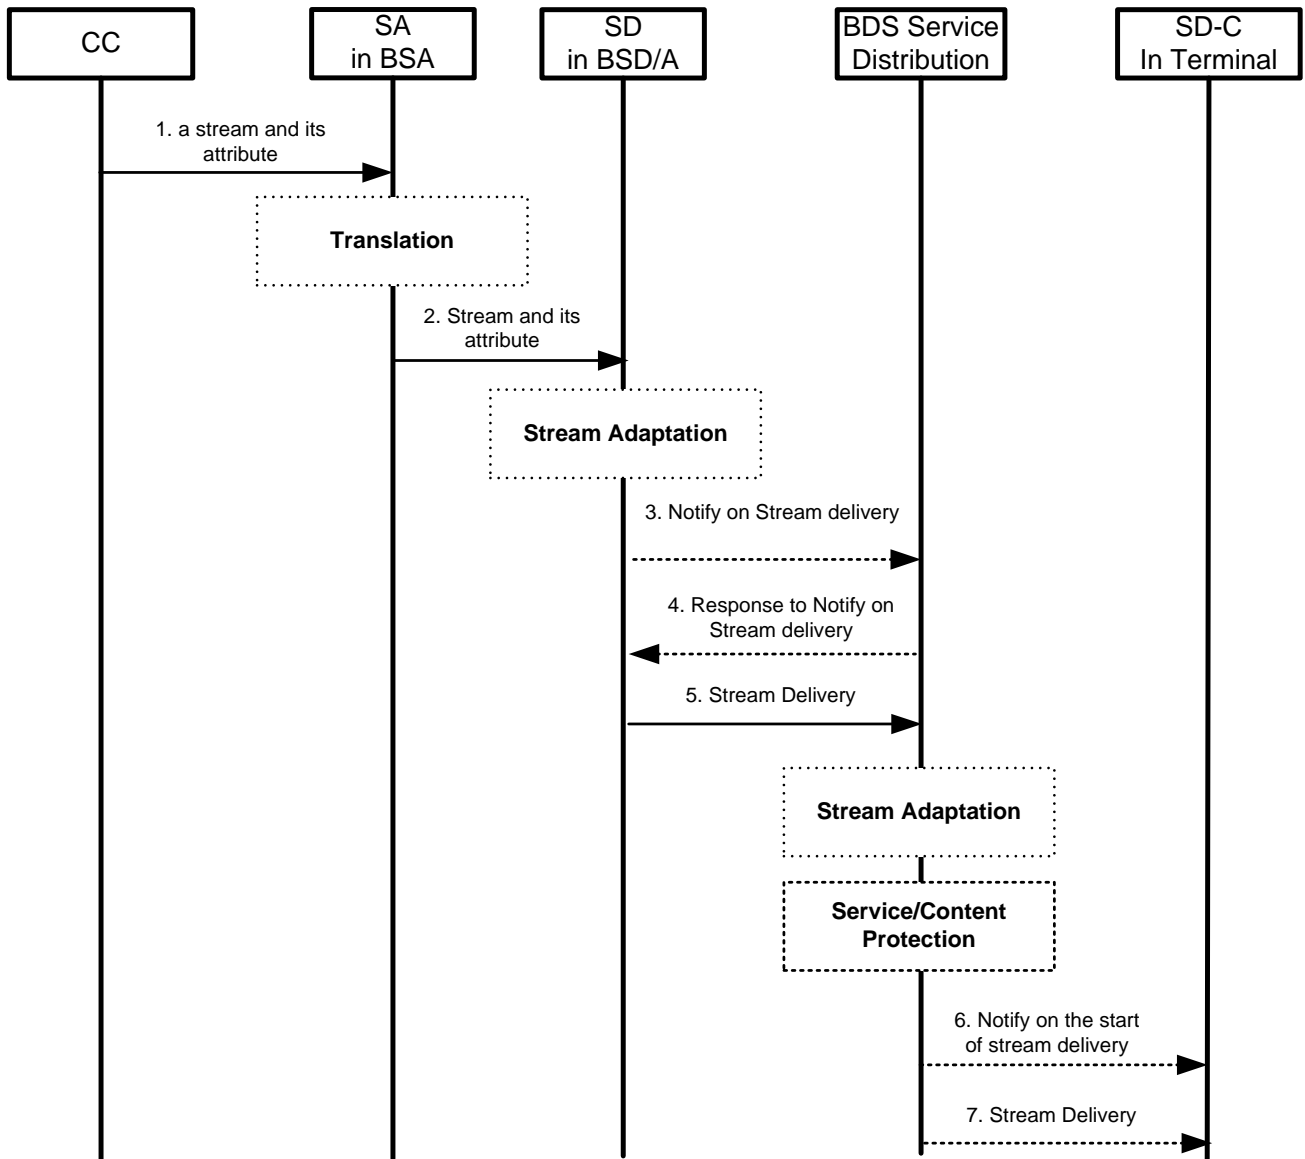 CC
SA
in BSA
SD
in BSD/A
BDS Service
Distribution
SD-C
In Terminal
1. a stream and its
attribute
Translation
2. Stream and its
attribute
Stream Adaptation
3. Notify on Stream delivery
4. Response to Notify on
Stream delivery
5. Stream Delivery
Stream Adaptation
Service/Content
Protection
6. Notify on the start
of stream delivery
7. Stream Delivery